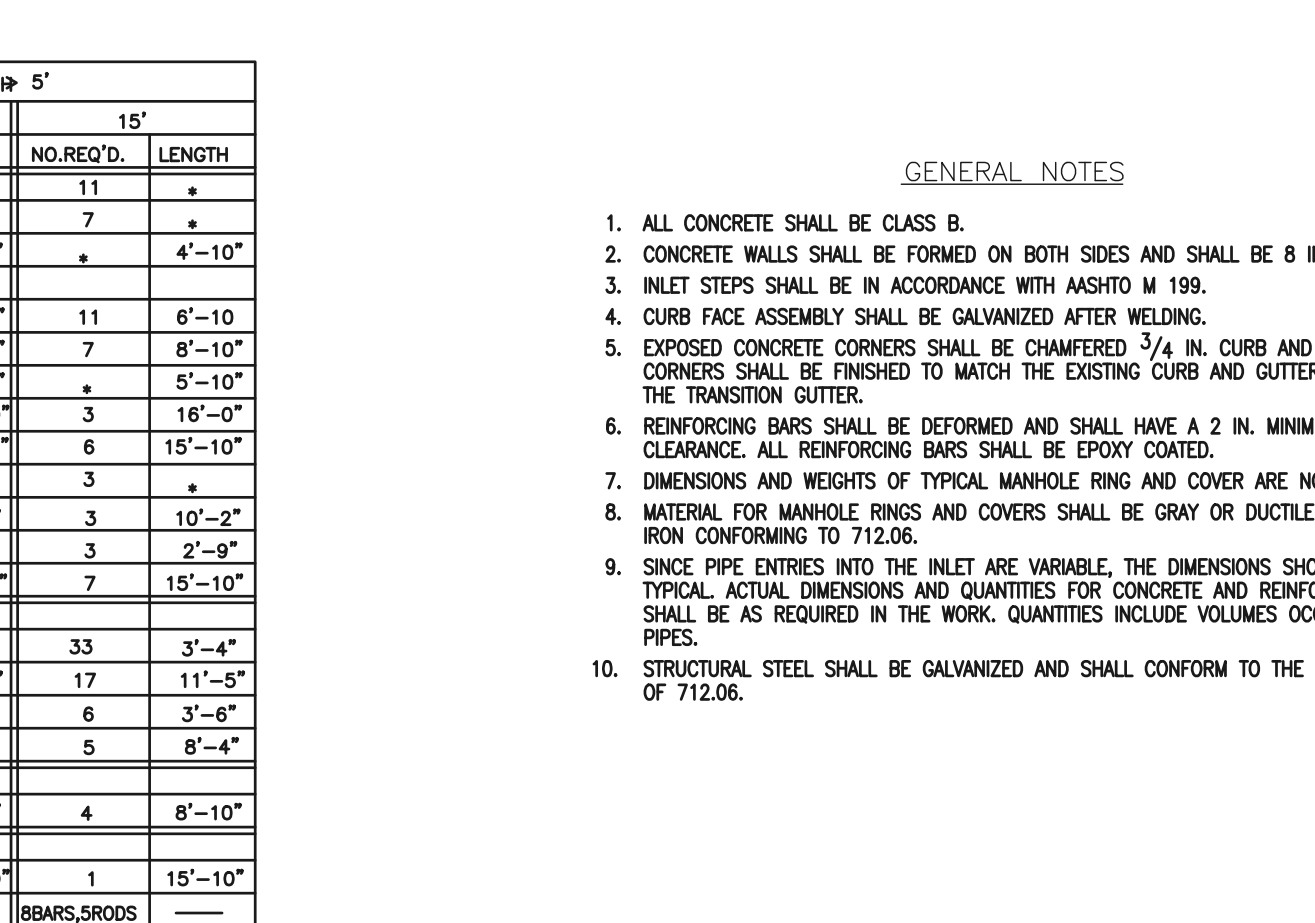 5'
15'
NO.REQ'D. LENGTH
11 *
7 *
* 4'-10"
11 6'-10
7 8'-10"
* 5'-10"
3 16'-0"
6 15'-10"
3 *
3 10'-2"
3 2'-9"
7 15'-10"
33 3'-4"
17 11'-5"
6 3'-6"
5 8'-4"
4 8'-10"
1 15'-10"
8BARS,5RODS —
GENERAL NOTES
1. ALL CONCRETE SHALL BE CLASS B.
2. CONCRETE WALLS SHALL BE FORMED ON BOTH SIDES AND SHALL BE 8
3. INLET STEPS SHALL BE IN ACCORDANCE WITH AASHTO M 199.
4. CURB FACE ASSEMBLY SHALL BE GALVANIZED AFTER WELDING.
5. EXPOSED CONCRETE CORNERS SHALL BE CHAMFERED 3/4 IN. CURB AND
CORNERS SHALL BE FINISHED TO MATCH THE EXISTING CURB AND GUTTER
THE TRANSITION GUTTER.
6. REINFORCING BARS SHALL BE DEFORMED AND SHALL HAVE A 2 IN.
CLEARANCE. ALL REINFORCING BARS SHALL BE EPOXY COATED.
7. DIMENSIONS AND WEIGHTS OF TYPICAL MANHOLE RING AND COVER ARE
8. MATERIAL FOR MANHOLE RINGS AND COVERS SHALL BE GRAY OR DUCTILE
IRON CONFORMING TO 712.06.
9. SINCE PIPE ENTRIES INTO THE INLET ARE VARIABLE, THE DIMENSIONS
TYPICAL. ACTUAL DIMENSIONS AND QUANTITIES FOR CONCRETE AND
SHALL BE AS REQUIRED IN THE WORK. QUANTITIES INCLUDE VOLUMES
PIPES.
10. STRUCTURAL STEEL SHALL BE GALVANIZED AND SHALL CONFORM TO THE
OF 712.06.